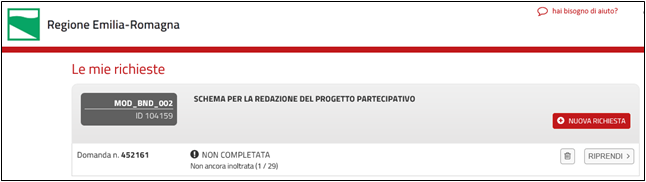 hai bisogno di aiuto?
Regione Emilia-Romagna
Le mie richieste
MOD_BND_002
ID 104159
SCHEMA PER LA REDAZIONE DEL PROGETTO PARTECIPATIVO
NUOVA RICHIESTA
Domanda n. 452161
NON COMPLETATA
Non ancora inoltrata (1 / 29)
RIPRENDI